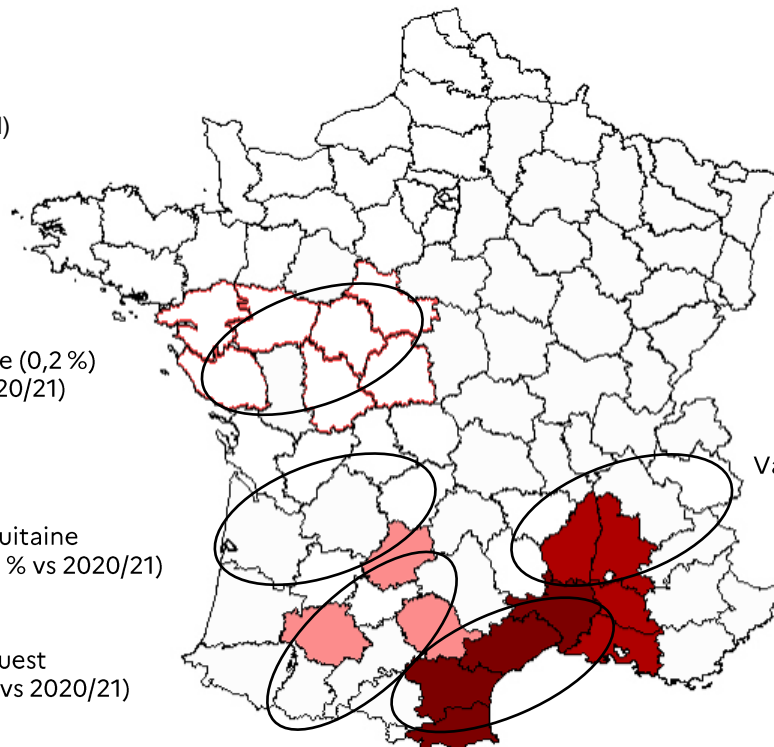 )
e (0,2 %)
20/21)
Va
uitaine
% vs 2020/21)
uest
vs 2020/21)